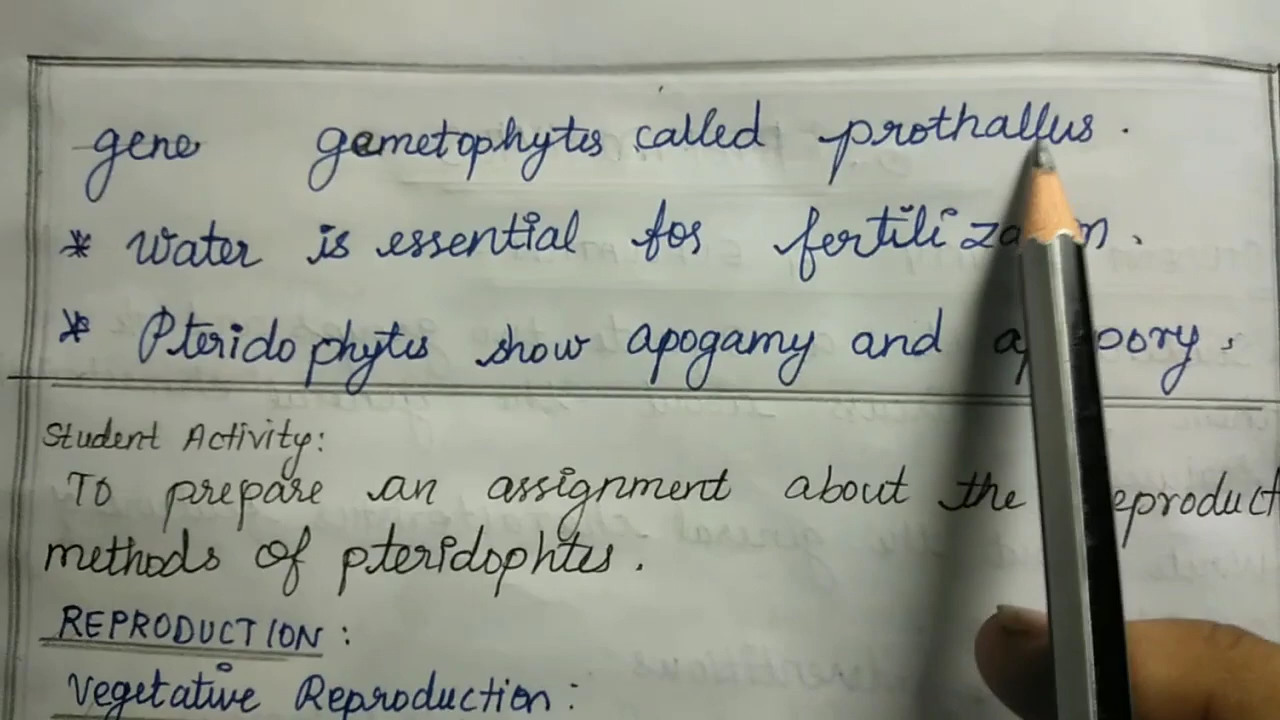 gene gametophytes called prothallus.
* Water is essential for
* Pteridophytes show apogamy and
Student Activity:
To prepare an assignment about the
methods of pteridophtes.
REPRODUCTION:
Vegetative Reproduction: